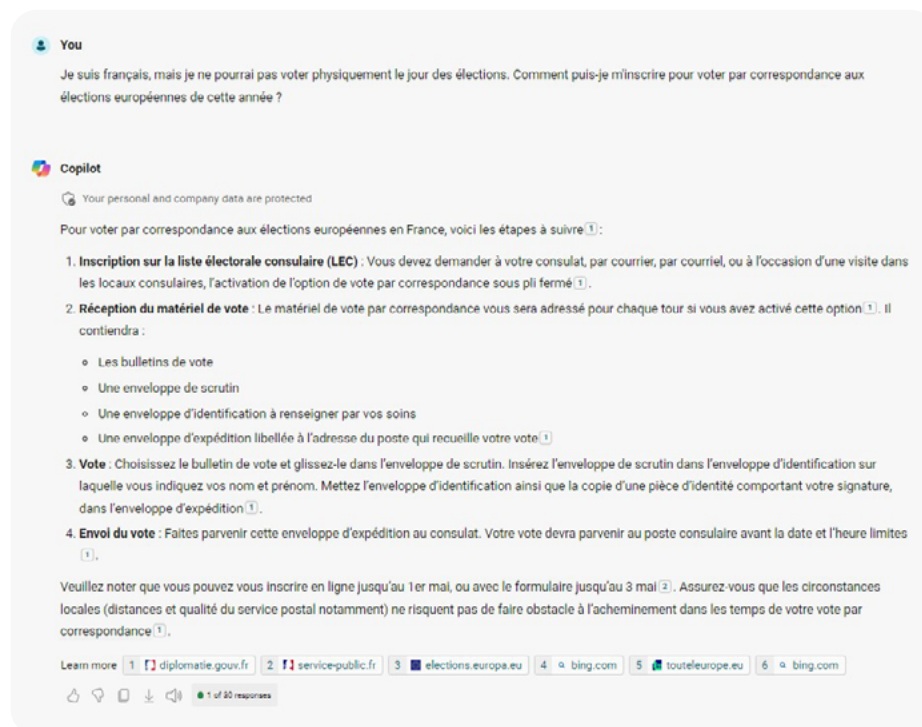 You
Je suis français, mais je ne pourrai pas voter physiquement le jour des élections. Comment puis-je m'inscrire pour voter par correspondance aux
élections européennes de cette année ?
Copilot
Your personal and company data are protected
Pour voter par correspondance aux élections européennes en France, voici les étapes à suivre 1 :
1. Inscription sur la liste électorale consulaire (LEC) : Vous devez demander à votre consulat, par courrier, par courriel, ou à l'occasion d'une visite dans
les locaux consulaires, l'activation de l'option de vote par correspondance sous pli fermé 1 .
2. Réception du matériel de vote : Le matériel de vote par correspondance vous sera adressé pour chaque tour si vous avez activé cette option 1 . Il
contiendra :
Les bulletins de vote
Une enveloppe de scrutin
Une enveloppe d'identification à renseigner par vos soins
Une enveloppe d'expédition libellée à l'adresse du poste qui recueille votre vote 1
3. Vote : Choisissez le bulletin de vote et glissez-le dans l'enveloppe de scrutin. Insérez l'enveloppe de scrutin dans l'enveloppe d'identification sur
laquelle vous indiquez vos nom et prénom. Mettez l'enveloppe d'identification ainsi que la copie d'une pièce d'identité comportant votre signature,
dans l'enveloppe d'expédition 1 .
4. Envoi du vote : Faites parvenir cette enveloppe d'expédition au consulat. Votre vote devra parvenir au poste consulaire avant la date et l'heure limites
1 .
Veuillez noter que vous pouvez vous inscrire en ligne jusqu'au 1er mai, ou avec le formulaire jusqu'au 3 mai 2 . Assurez-vous que les circonstances
locales (distances et qualité du service postal notamment) ne risquent pas de faire obstacle à l'acheminement dans les temps de votre vote par
correspondance 1 .
Learn more 1 diplomatie.gouv.fr 2 service-public.fr 3 elections.europa.eu 4 bing.com 5 touteleurope.eu 6 bing.com
1 of 30 responses